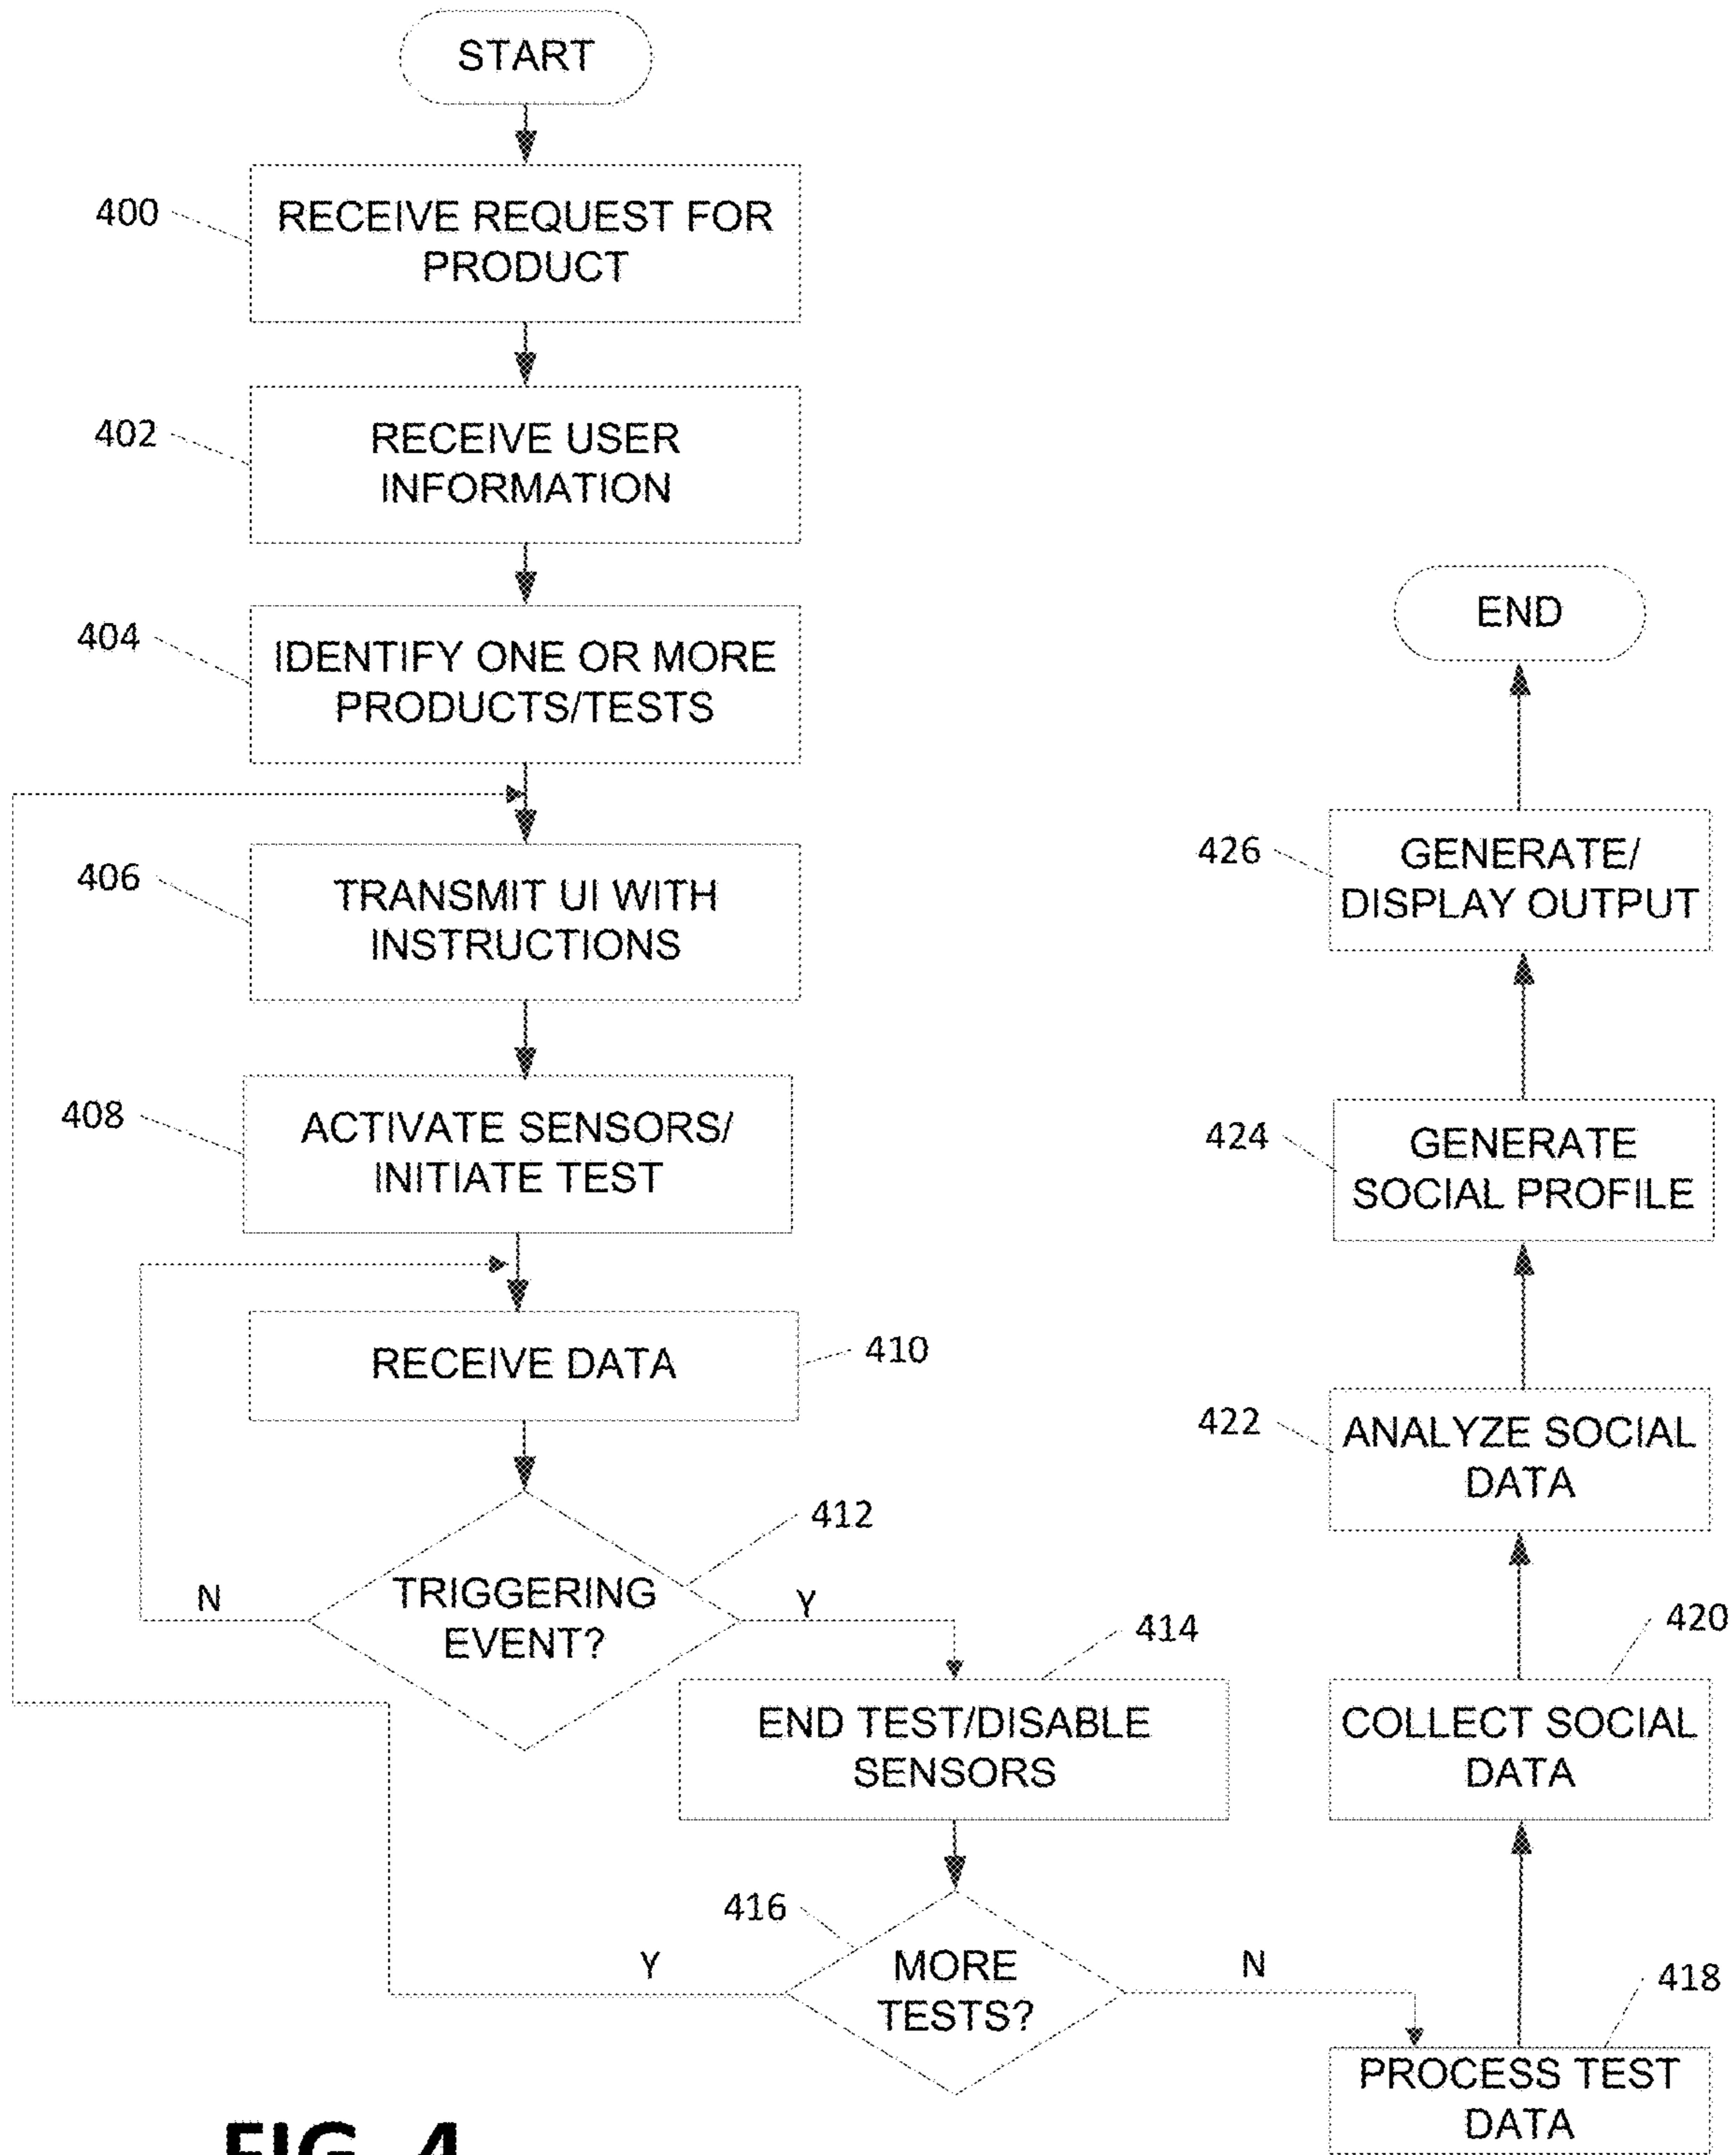 START
400
RECEIVE REQUEST FOR
PRODUCT
402
RECEIVE USER
INFORMATION
404
IDENTIFY ONE OR MORE
PRODUCTS/TESTS
406
TRANSMIT UI WITH
INSTRUCTIONS
408
ACTIVATE SENSORS/
INITIATE TEST
RECEIVE DATA
410
412
TRIGGERING
EVENT?
N
Y
414
END TEST/DISABLE
SENSORS
416
MORE
TESTS?
Y
N
418
PROCESS TEST
DATA
420
COLLECT SOCIAL
DATA
422
ANALYZE SOCIAL
DATA
424
GENERATE
SOCIAL PROFILE
426
GENERATE/
DISPLAY OUTPUT
END
FIG. 4